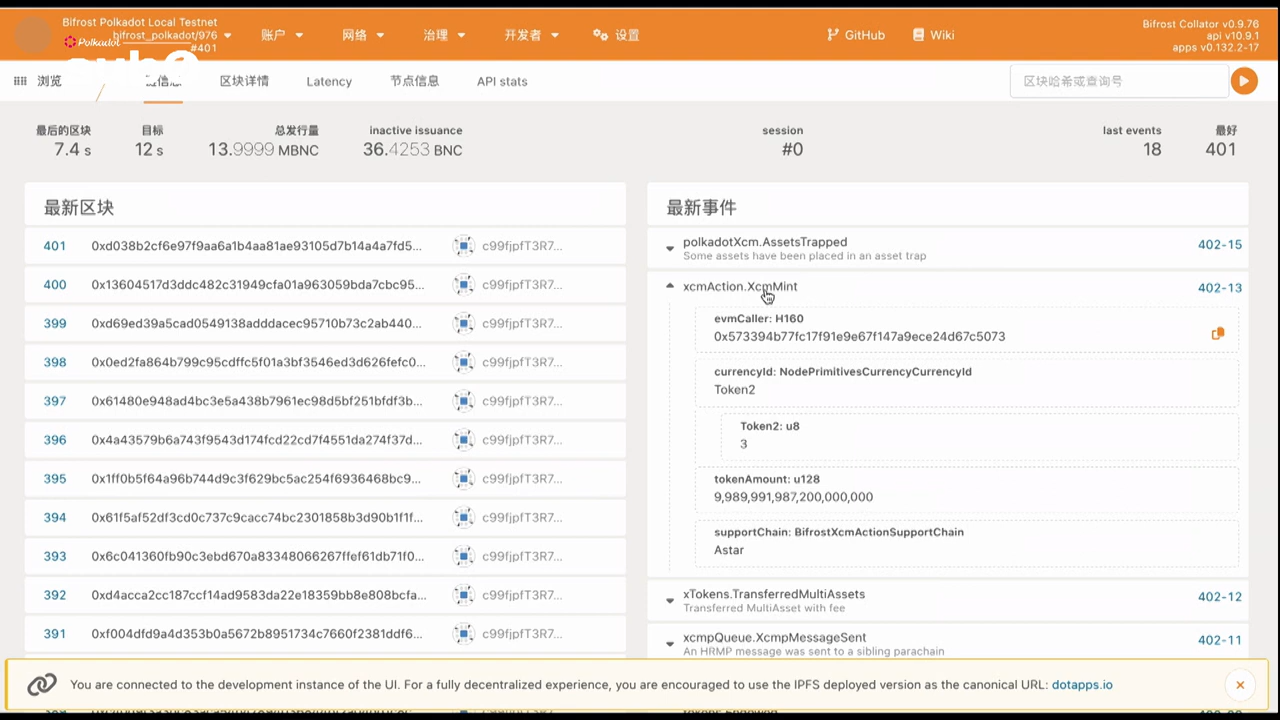 Bifrost Polkadot Local Testnet
bifrost_polkadot/976
#401
Polkadot
账户
网络
治理
开发者
设置
GitHub
Wiki
Bifrost Collator v0.9.76
api v10.9.1
apps v0.132.2-17
浏览
链信息
区块详情
Latency
节点信息
API stats
区块哈希或查询号
最后的区块
7.4 s
目标
12 s
总发行量
13.9999 MBNC
inactive issuance
36.4253 BNC
session
#0
last events
18
最好
401
最新区块
401 0xd038b2cf6e97f9aa6a1b4aa81ae93105d7b14a4a7fd5... c99fjpfT3R7...
400 0x13604517d3ddc482c31949cfa01a963059bda7cbc95... c99fjpfT3R7...
399 0xd69ed39a5cad0549138adddacec95710b73c2ab440... c99fjpfT3R7...
398 0x0ed2fa864b799c95cdffc5f01a3bf3546ed3d626fefc0... c99fjpfT3R7...
397 0x61480e948ad4bc3e5a438b7961ec98d5bf251bfdf3b... c99fjpfT3R7...
396 0x4a43579b6a743f9543d174fcd22cd7f4551da274f37d... c99fjpfT3R7...
395 0x1ff0b5f64a96b744d9c3f629bc5ac254f6936468bc9... c99fjpfT3R7...
394 0x61f5af52df3cd0c737c9cacc74bc2301858b3d90b1f1f... c99fjpfT3R7...
393 0x6c041360fb90c3ebd670a83348066267ffef61db71f0... c99fjpfT3R7...
392 0xd4acca2cc187ccf14ad9583da22e18359bb8e808bcfa... c99fjpfT3R7...
391 0xf004dfd9a4d353b0a5672b8951734c7660f2381ddf6... c99fjpfT3R7...
最新事件
polkadotXcm.AssetsTrapped 402-15
Some assets have been placed in an asset trap
xcmAction.XcmMint 402-13
evmCaller: H160
0x573394b77fc17f91e9e67f147a9ece24d67c5073
currencyId: NodePrimitivesCurrencyCurrencyId
Token2
Token2: u8
3
tokenAmount: u128
9,989,991,987,200,000,000
supportChain: BifrostXcmActionSupportChain
Astar
xTokens.TransferredMultiAssets 402-12
Transferred MultiAsset with fee
xcmpQueue.XcmpMessageSent 402-11
An HRMP message was sent to a sibling parachain
You are connected to the development instance of the UI. For a fully decentralized experience, you are encouraged to use the IPFS deployed version as the canonical URL: dotapps.io